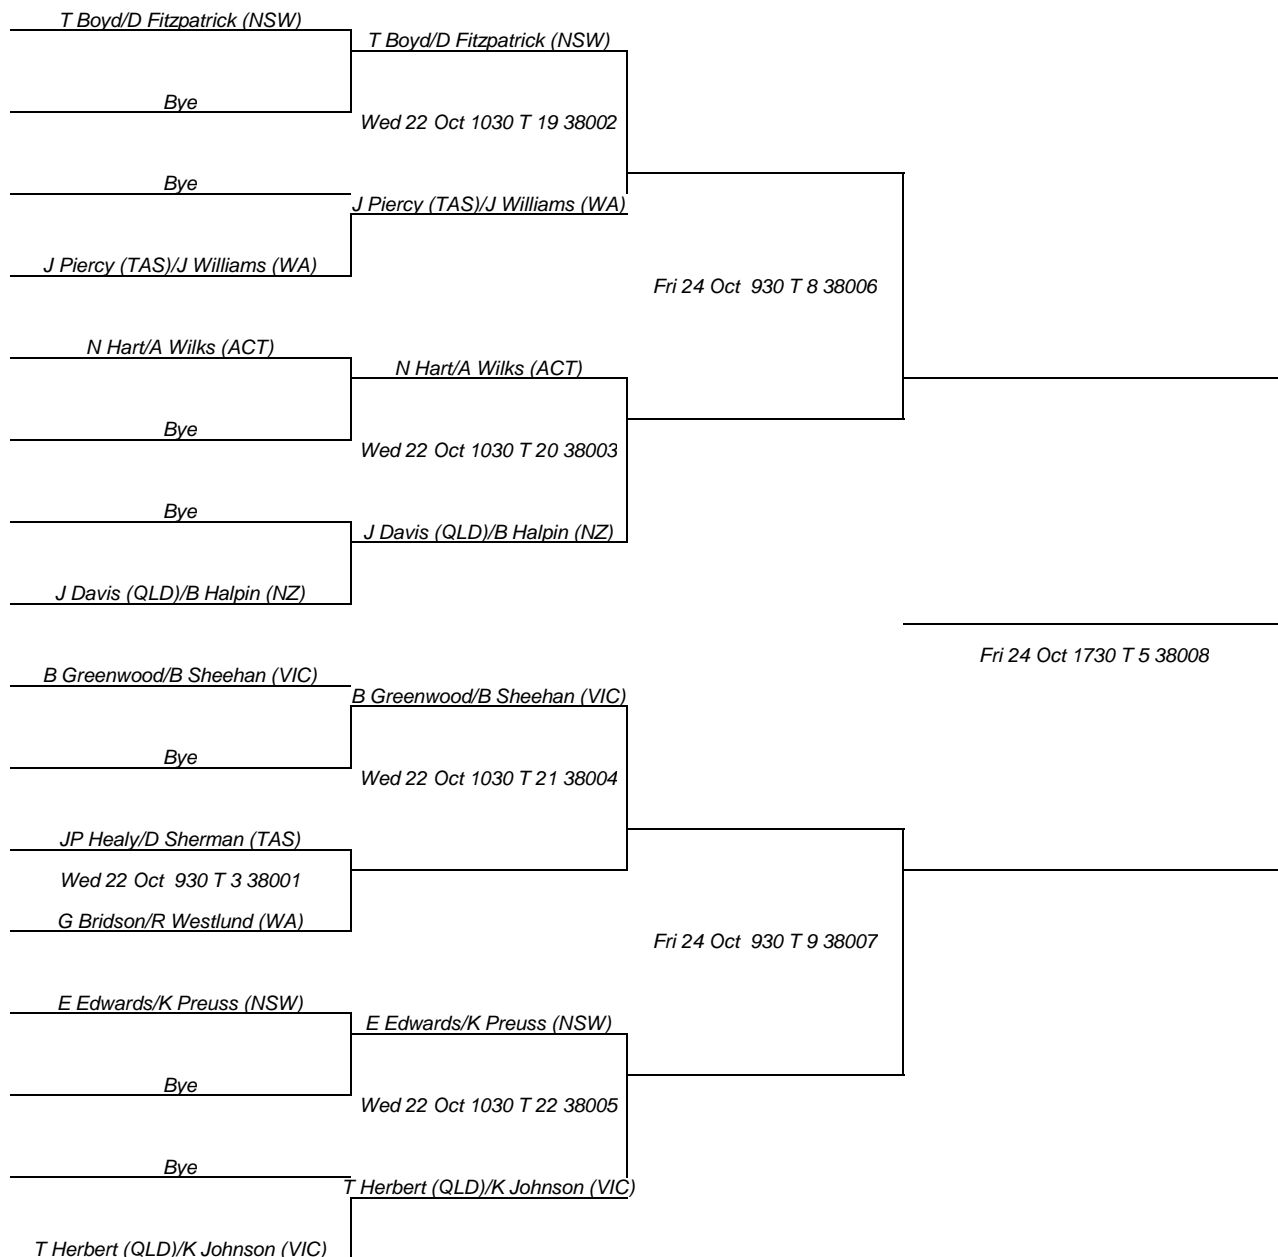 T Boyd/D Fitzpatrick (NSW)
T Boyd/D Fitzpatrick (NSW)
Bye
Wed 22 Oct 1030 T 19 38002
Bye
J Piercy (TAS)/J Williams (WA)
J Piercy (TAS)/J Williams (WA)
Fri 24 Oct 930 T 8 38006
N Hart/A Wilks (ACT)
N Hart/A Wilks (ACT)
Bye
Wed 22 Oct 1030 T 20 38003
Bye
J Davis (QLD)/B Halpin (NZ)
J Davis (QLD)/B Halpin (NZ)
Fri 24 Oct 1730 T 5 38008
B Greenwood/B Sheehan (VIC)
B Greenwood/B Sheehan (VIC)
Bye
Wed 22 Oct 1030 T 21 38004
JP Healy/D Sherman (TAS)
Wed 22 Oct 930 T 3 38001
G Bridson/R Westlund (WA)
Fri 24 Oct 930 T 9 38007
E Edwards/K Preuss (NSW)
E Edwards/K Preuss (NSW)
Bye
Wed 22 Oct 1030 T 22 38005
Bye
T Herbert (QLD)/K Johnson (VIC)
T Herbert (QLD)/K Johnson (VIC)